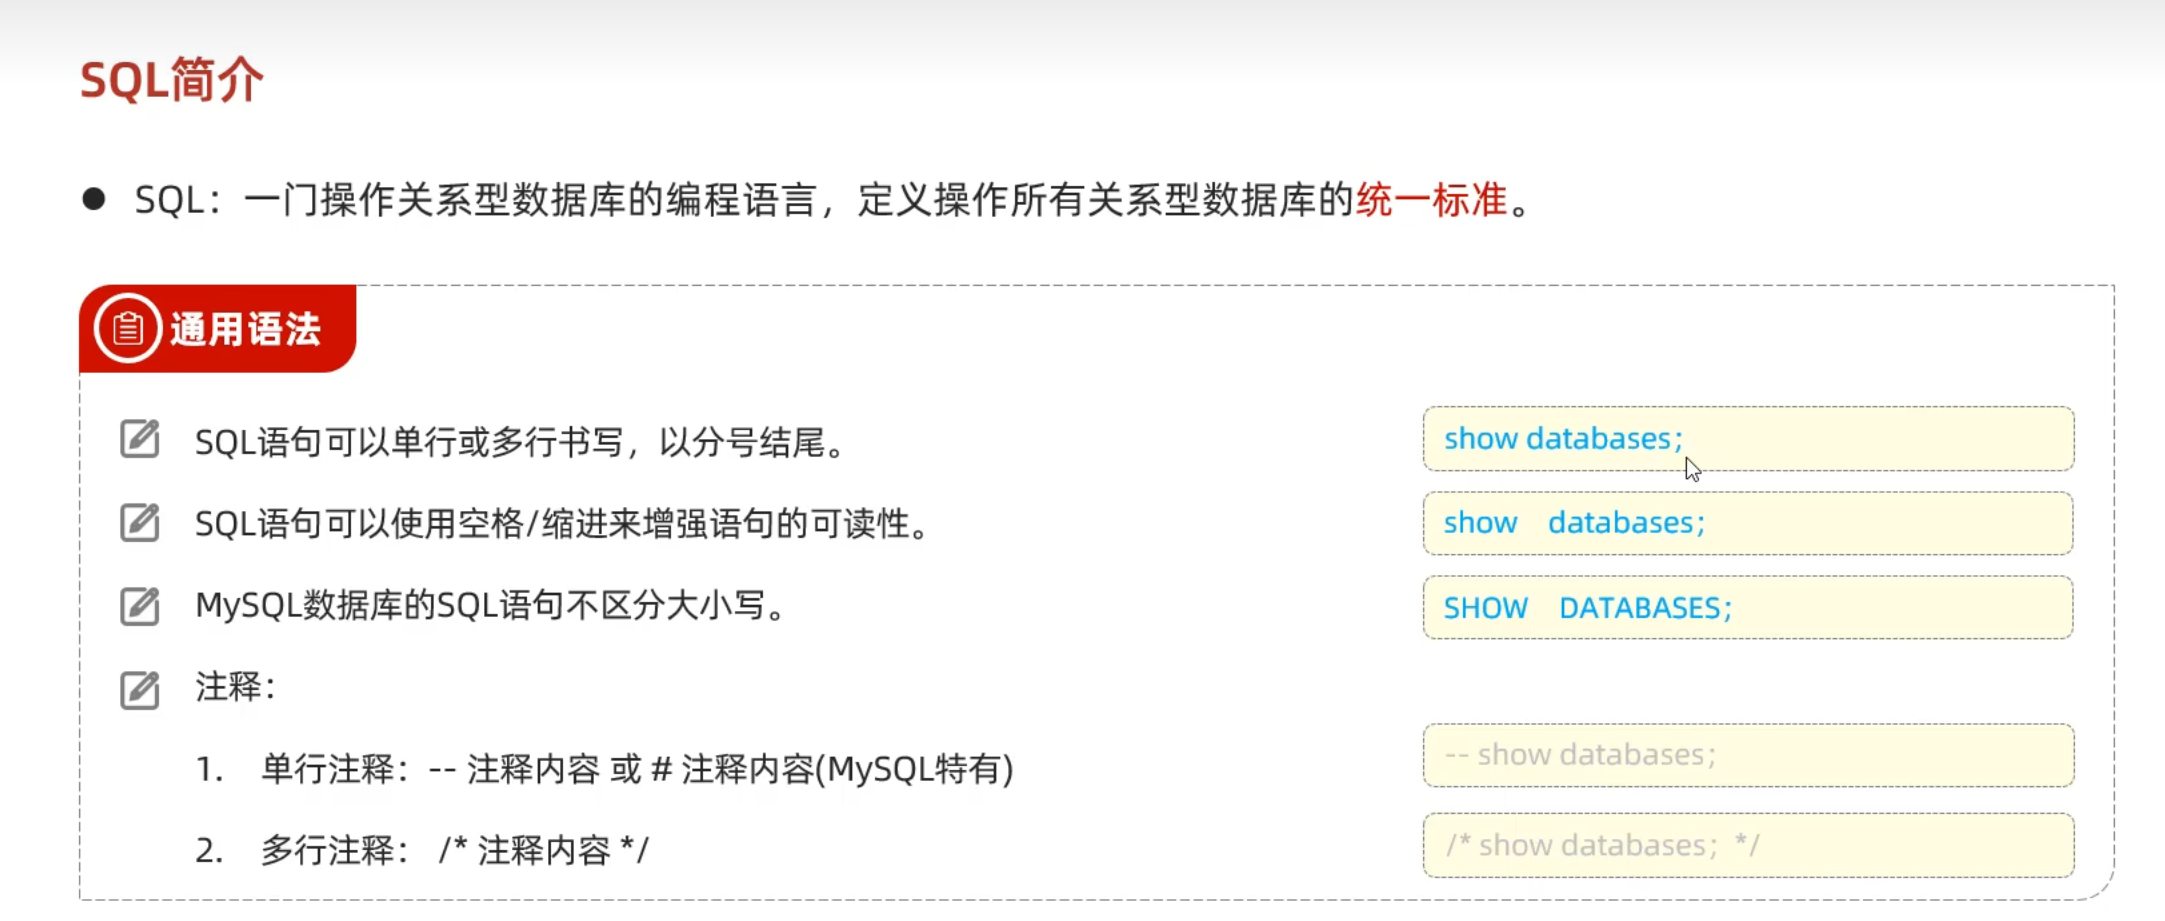 SQL简介
SQL：一门操作关系型数据库的编程语言，定义操作所有关系型数据库的统一标准。
通用语法
SQL语句可以单行或多行书写，以分号结尾。
show databases;
SQL语句可以使用空格/缩进来增强语句的可读性。
show    databases;
MySQL数据库的SQL语句不区分大小写。
SHOW    DATABASES;
注释：
1. 单行注释：-- 注释内容 或 # 注释内容(MySQL特有)
-- show databases;
2. 多行注释： /* 注释内容 */
/* show databases; */